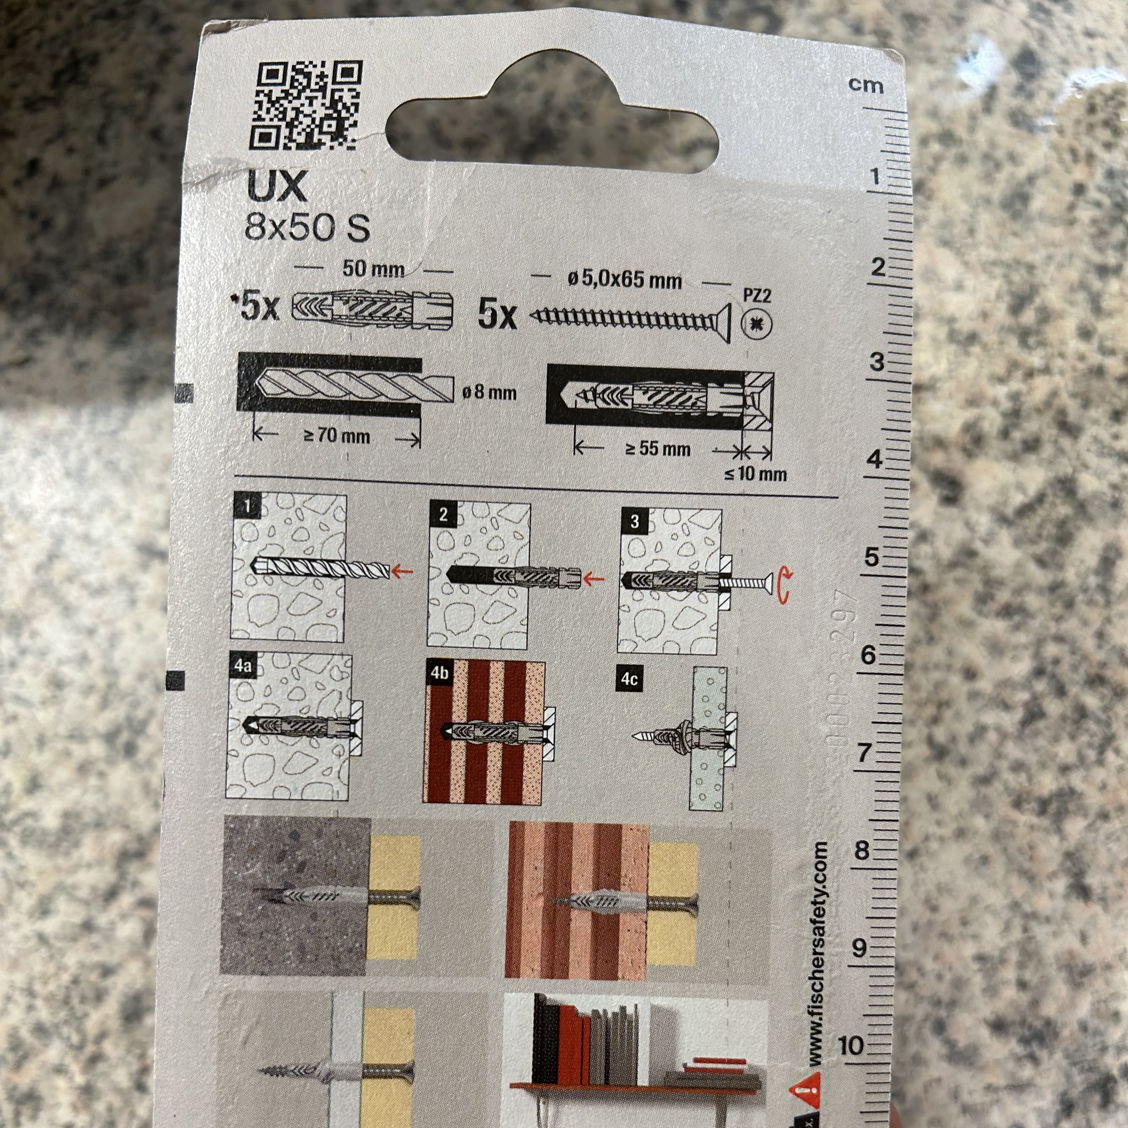 cm
UX
8x50 S
50 mm
5x
ø 5,0x65 mm
5x
PZ2
ø 8 mm
≥ 70 mm
≥ 55 mm
≤ 10 mm
1
2
3
4a
4b
4c
1
2
3
4
5
6
7
8
9
10
www.fischersafety.com